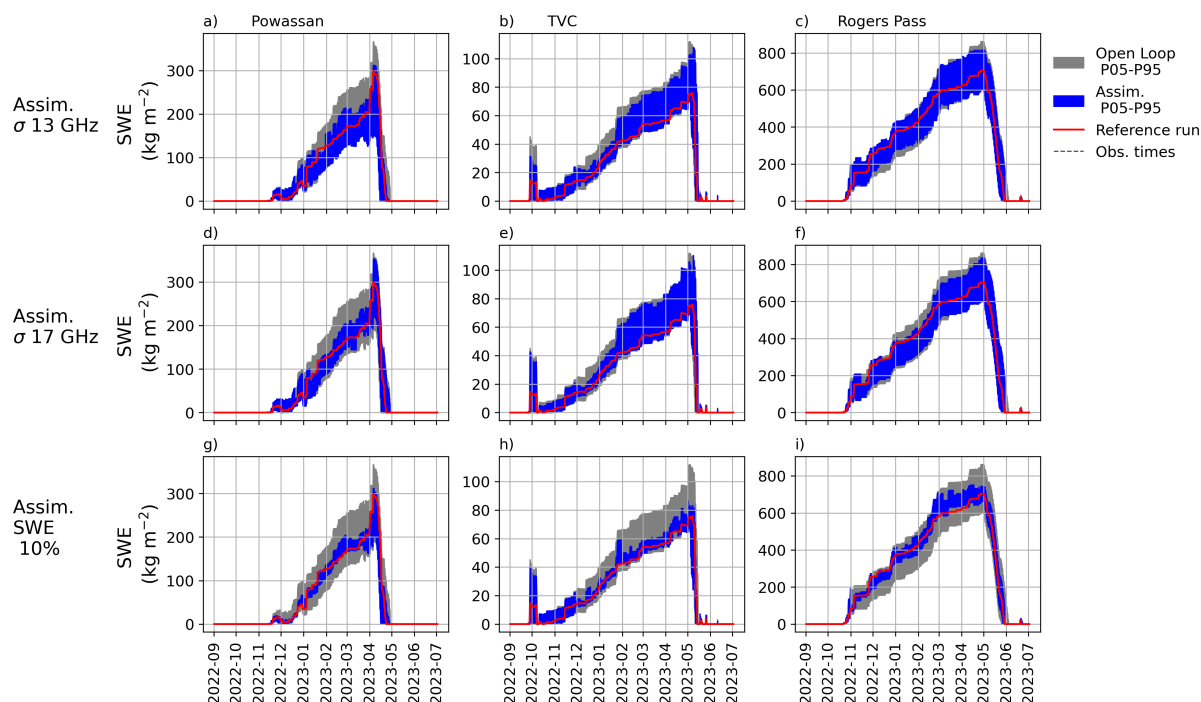 a) Powassan
b) TVC
c) Rogers Pass
Assim.
σ 13 GHz
SWE
(kg m⁻²)
300
200
100
0
100
80
60
40
20
0
800
600
400
200
0
Open Loop
P05-P95
Assim.
P05-P95
Reference run
Obs. times
d)
e)
f)
Assim.
σ 17 GHz
SWE
(kg m⁻²)
300
200
100
0
100
80
60
40
20
0
800
600
400
200
0
g)
h)
i)
Assim.
SWE
10%
SWE
(kg m⁻²)
300
200
100
0
100
80
60
40
20
0
800
600
400
200
0
2022-09
2022-10
2022-11
2022-12
2023-01
2023-02
2023-03
2023-04
2023-05
2023-06
2023-07
2022-09
2022-10
2022-11
2022-12
2023-01
2023-02
2023-03
2023-04
2023-05
2023-06
2023-07
2022-09
2022-10
2022-11
2022-12
2023-01
2023-02
2023-03
2023-04
2023-05
2023-06
2023-07